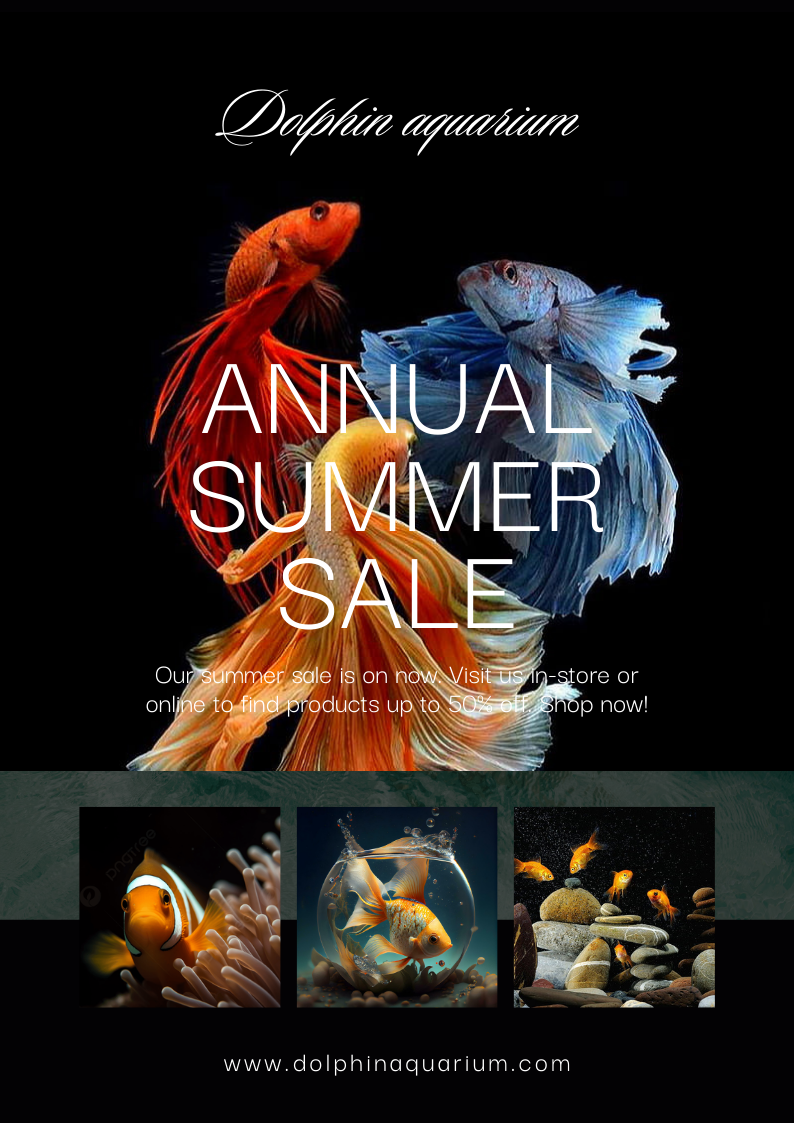 Dolphin aquarium
ANNUAL
SUMMER
SALE
Our summer sale is on now. Visit us in-store or
online to find products up to 50% off. Shop now!
pngtree
www.dolphinaquarium.com